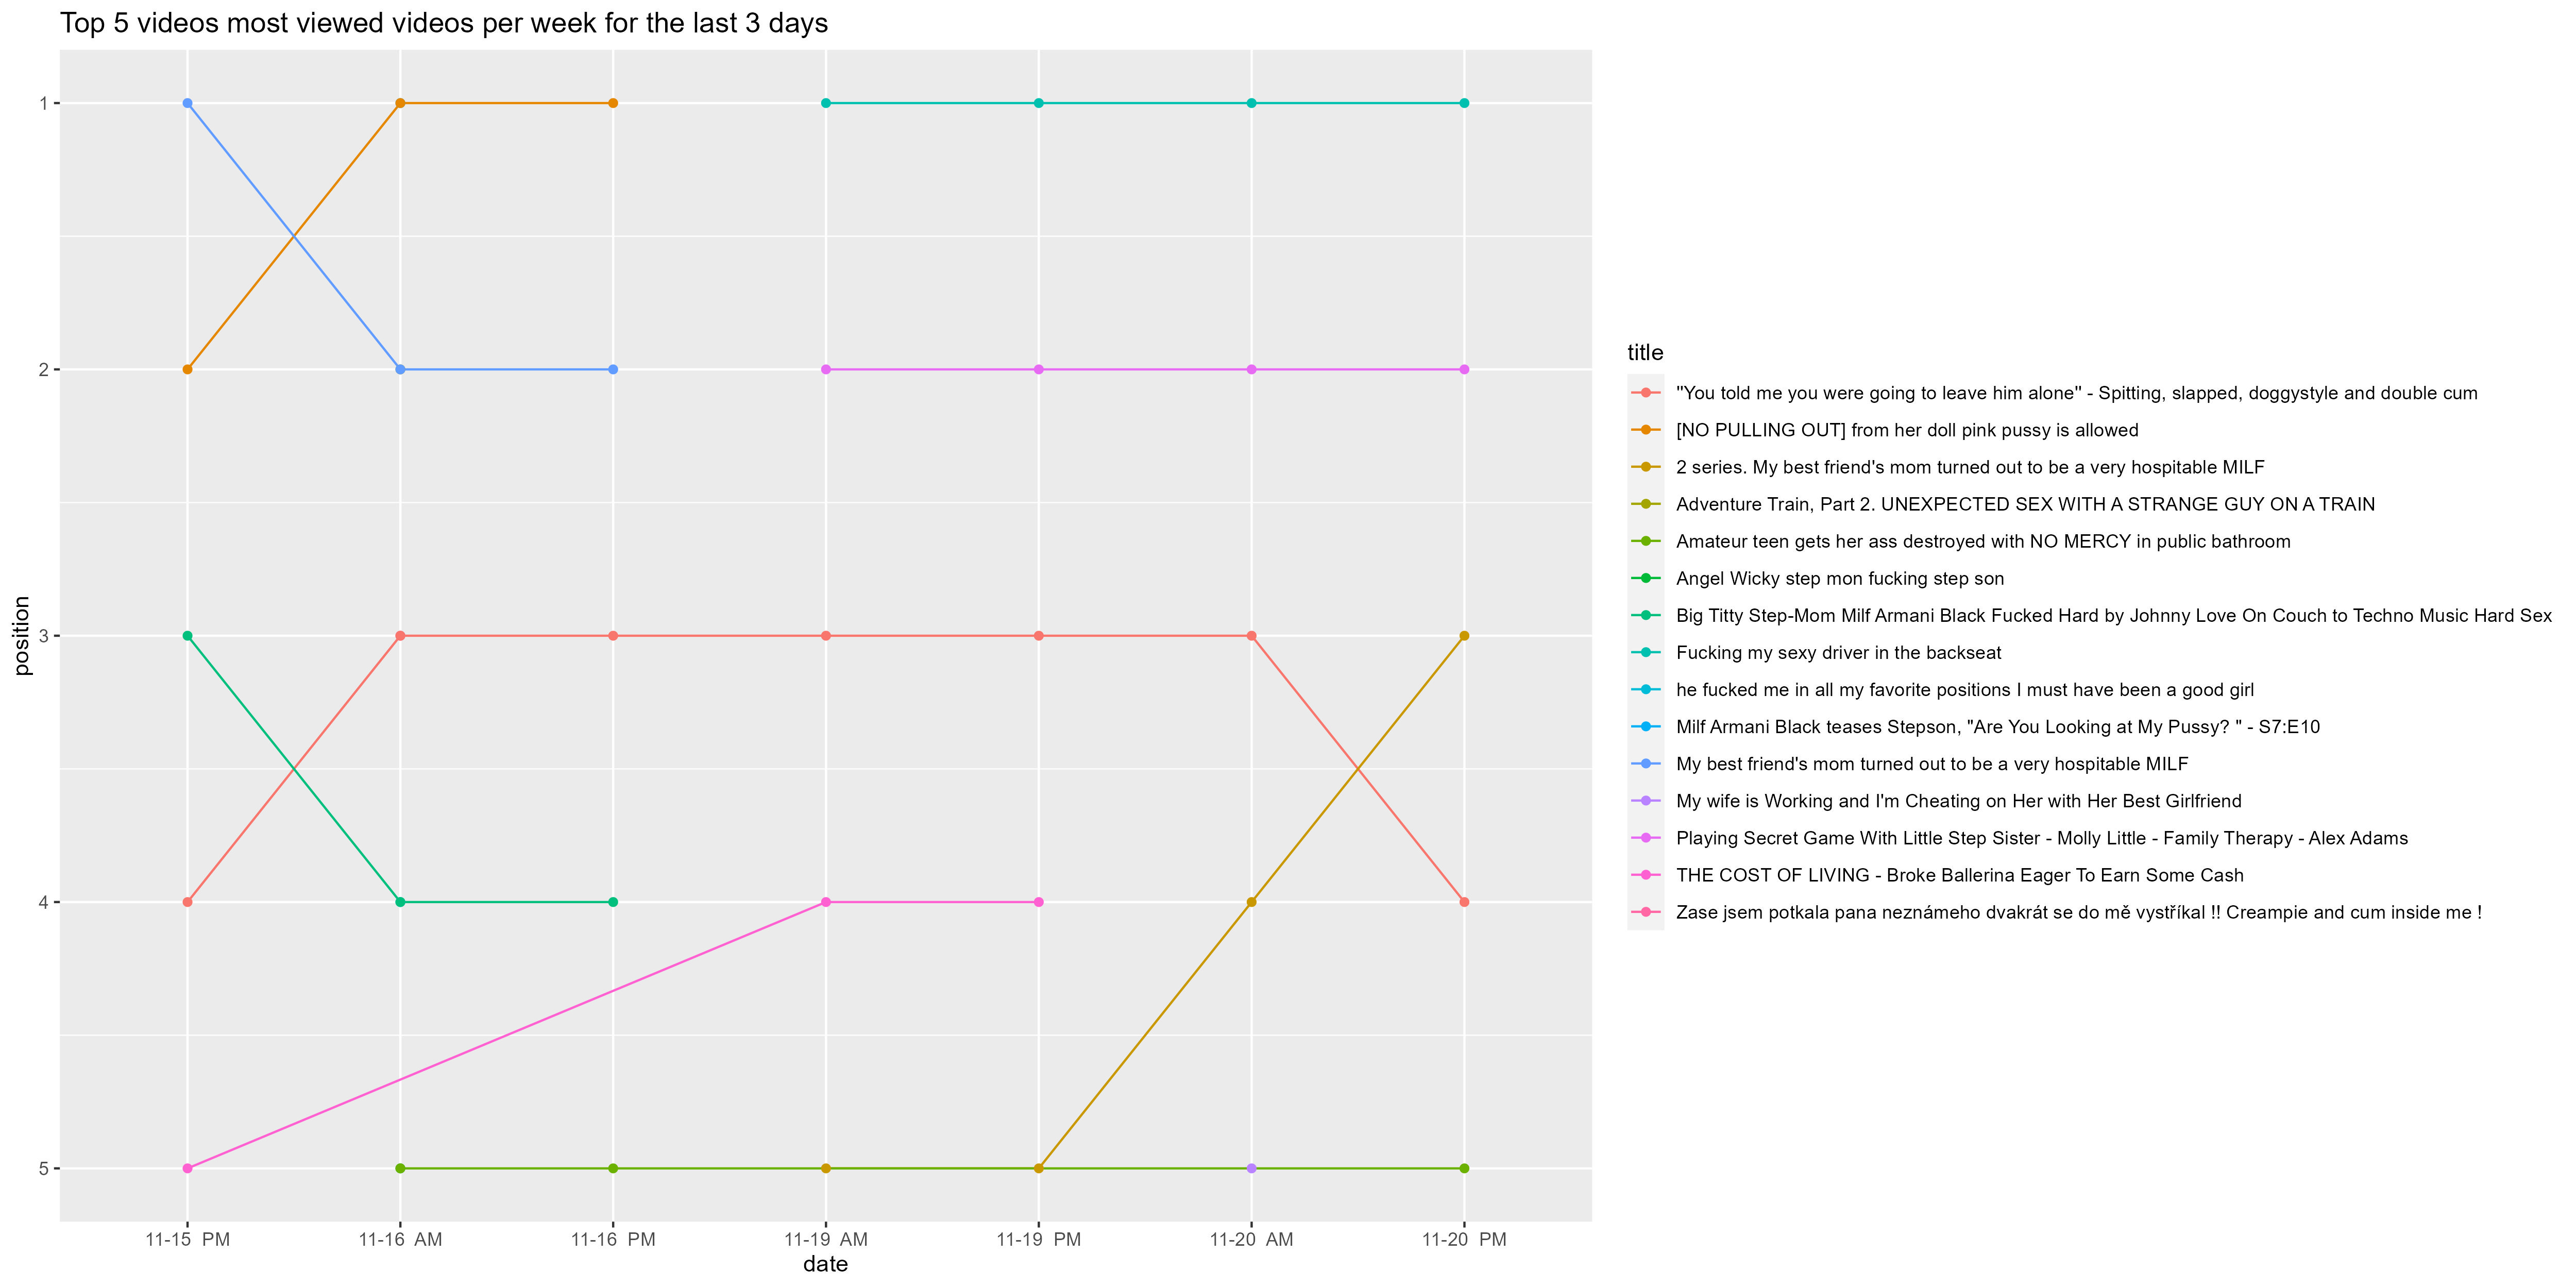 Top 5 videos most viewed videos per week for the last 3 days
position
1
2
3
4
5
11-15 PM
11-16 AM
11-16 PM
11-19 AM
11-19 PM
11-20 AM
11-20 PM
date
title
"You told me you were going to leave him alone" - Spitting, slapped, doggystyle and double cum
[NO PULLING OUT] from her doll pink pussy is allowed
2 series. My best friend's mom turned out to be a very hospitable MILF
Adventure Train, Part 2. UNEXPECTED SEX WITH A STRANGE GUY ON A TRAIN
Amateur teen gets her ass destroyed with NO MERCY in public bathroom
Angel Wicky step mon fucking step son
Big Titty Step-Mom Milf Armani Black Fucked Hard by Johnny Love On Couch to Techno Music Hard Sex
Fucking my sexy driver in the backseat
he fucked me in all my favorite positions I must have been a good girl
Milf Armani Black teases Stepson, "Are You Looking at My Pussy? " - S7:E10
My best friend's mom turned out to be a very hospitable MILF
My wife is Working and I'm Cheating on Her with Her Best Girlfriend
Playing Secret Game With Little Step Sister - Molly Little - Family Therapy - Alex Adams
THE COST OF LIVING - Broke Ballerina Eager To Earn Some Cash
Zase jsem potkala pana neznámeho dvakrát se do mě vystříkal !! Creampie and cum inside me !